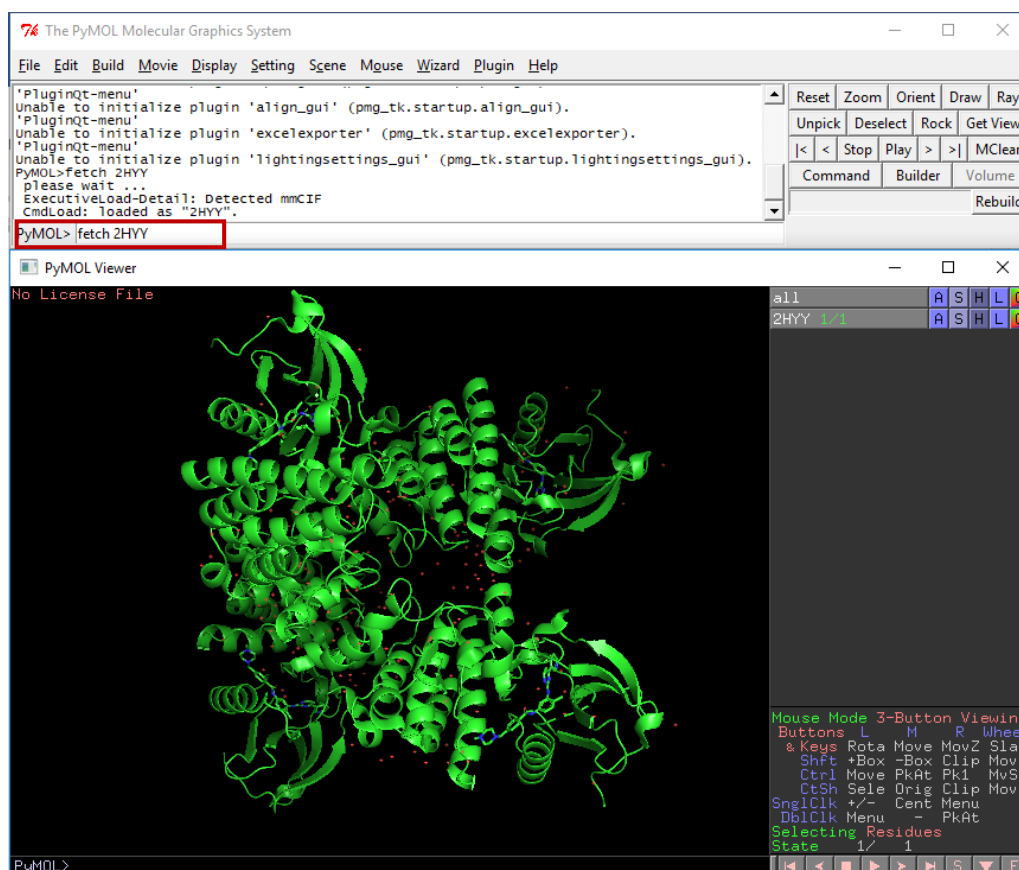 The PyMOL Molecular Graphics System
File Edit Build Movie Display Setting Scene Mouse Wizard Plugin Help
'PluginQt-menu'
Unable to initialize plugin 'align_gui' (pmg_tk.startup.align_gui).
'PluginQt-menu'
Unable to initialize plugin 'excelexporter' (pmg_tk.startup.excelexporter).
'PluginQt-menu'
Unable to initialize plugin 'lightingsettings_gui' (pmg_tk.startup.lightingsettings_gui).
PyMOL>fetch 2HYY
please wait ...
ExecutiveLoad-Detail: Detected mmCIF
CmdLoad: loaded as "2HYY".
PyMOL> fetch 2HYY
Reset Zoom Orient Draw Ray
Unpick Deselect Rock Get View
|< < Stop Play > >| MClear
Command Builder Volume
Rebuild
PyMOL Viewer
No License File
all A S H L
2HYY 1/1 A S H L
Mouse Mode 3-Button Viewin
Buttons L M R Whee
& Keys Rota Move MovZ Sla
Shft +Box -Box Clip Mov
Ctrl Move PkAt Pk1 MvS
CtSh Sele Orig Clip Mov
SnglClk +/- Cent Menu
DblClk Menu - PkAt
Selecting Residues
State 1/ 1
S F
PyMOL>